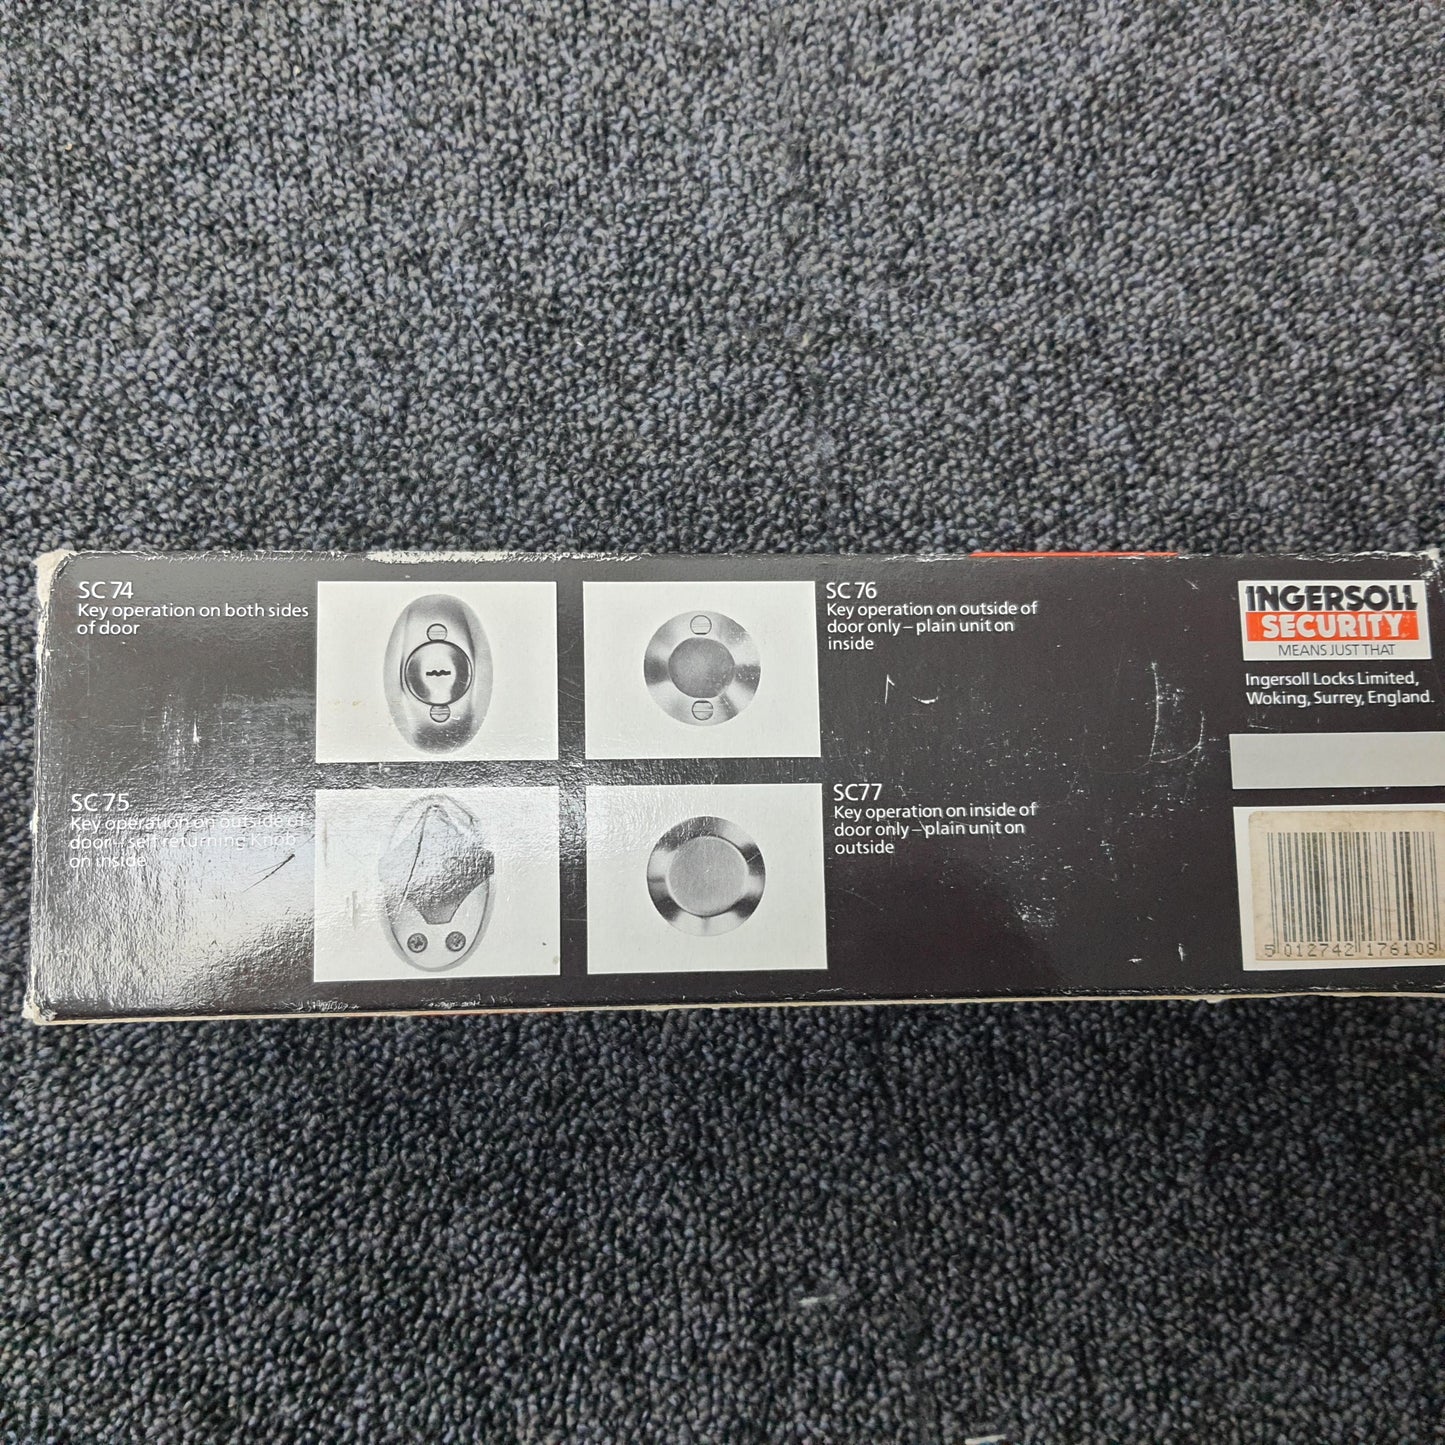 SC 74
Key operation on both sides
of door
SC 75
Key operation on outside of
door – self returning Knob
on inside
SC 76
Key operation on outside of
door only – plain unit on
inside
SC77
Key operation on inside of
door only – plain unit on
outside
INGERSOLL
SECURITY
MEANS JUST THAT
Ingersoll Locks Limited,
Woking, Surrey, England.
5 012742 176108